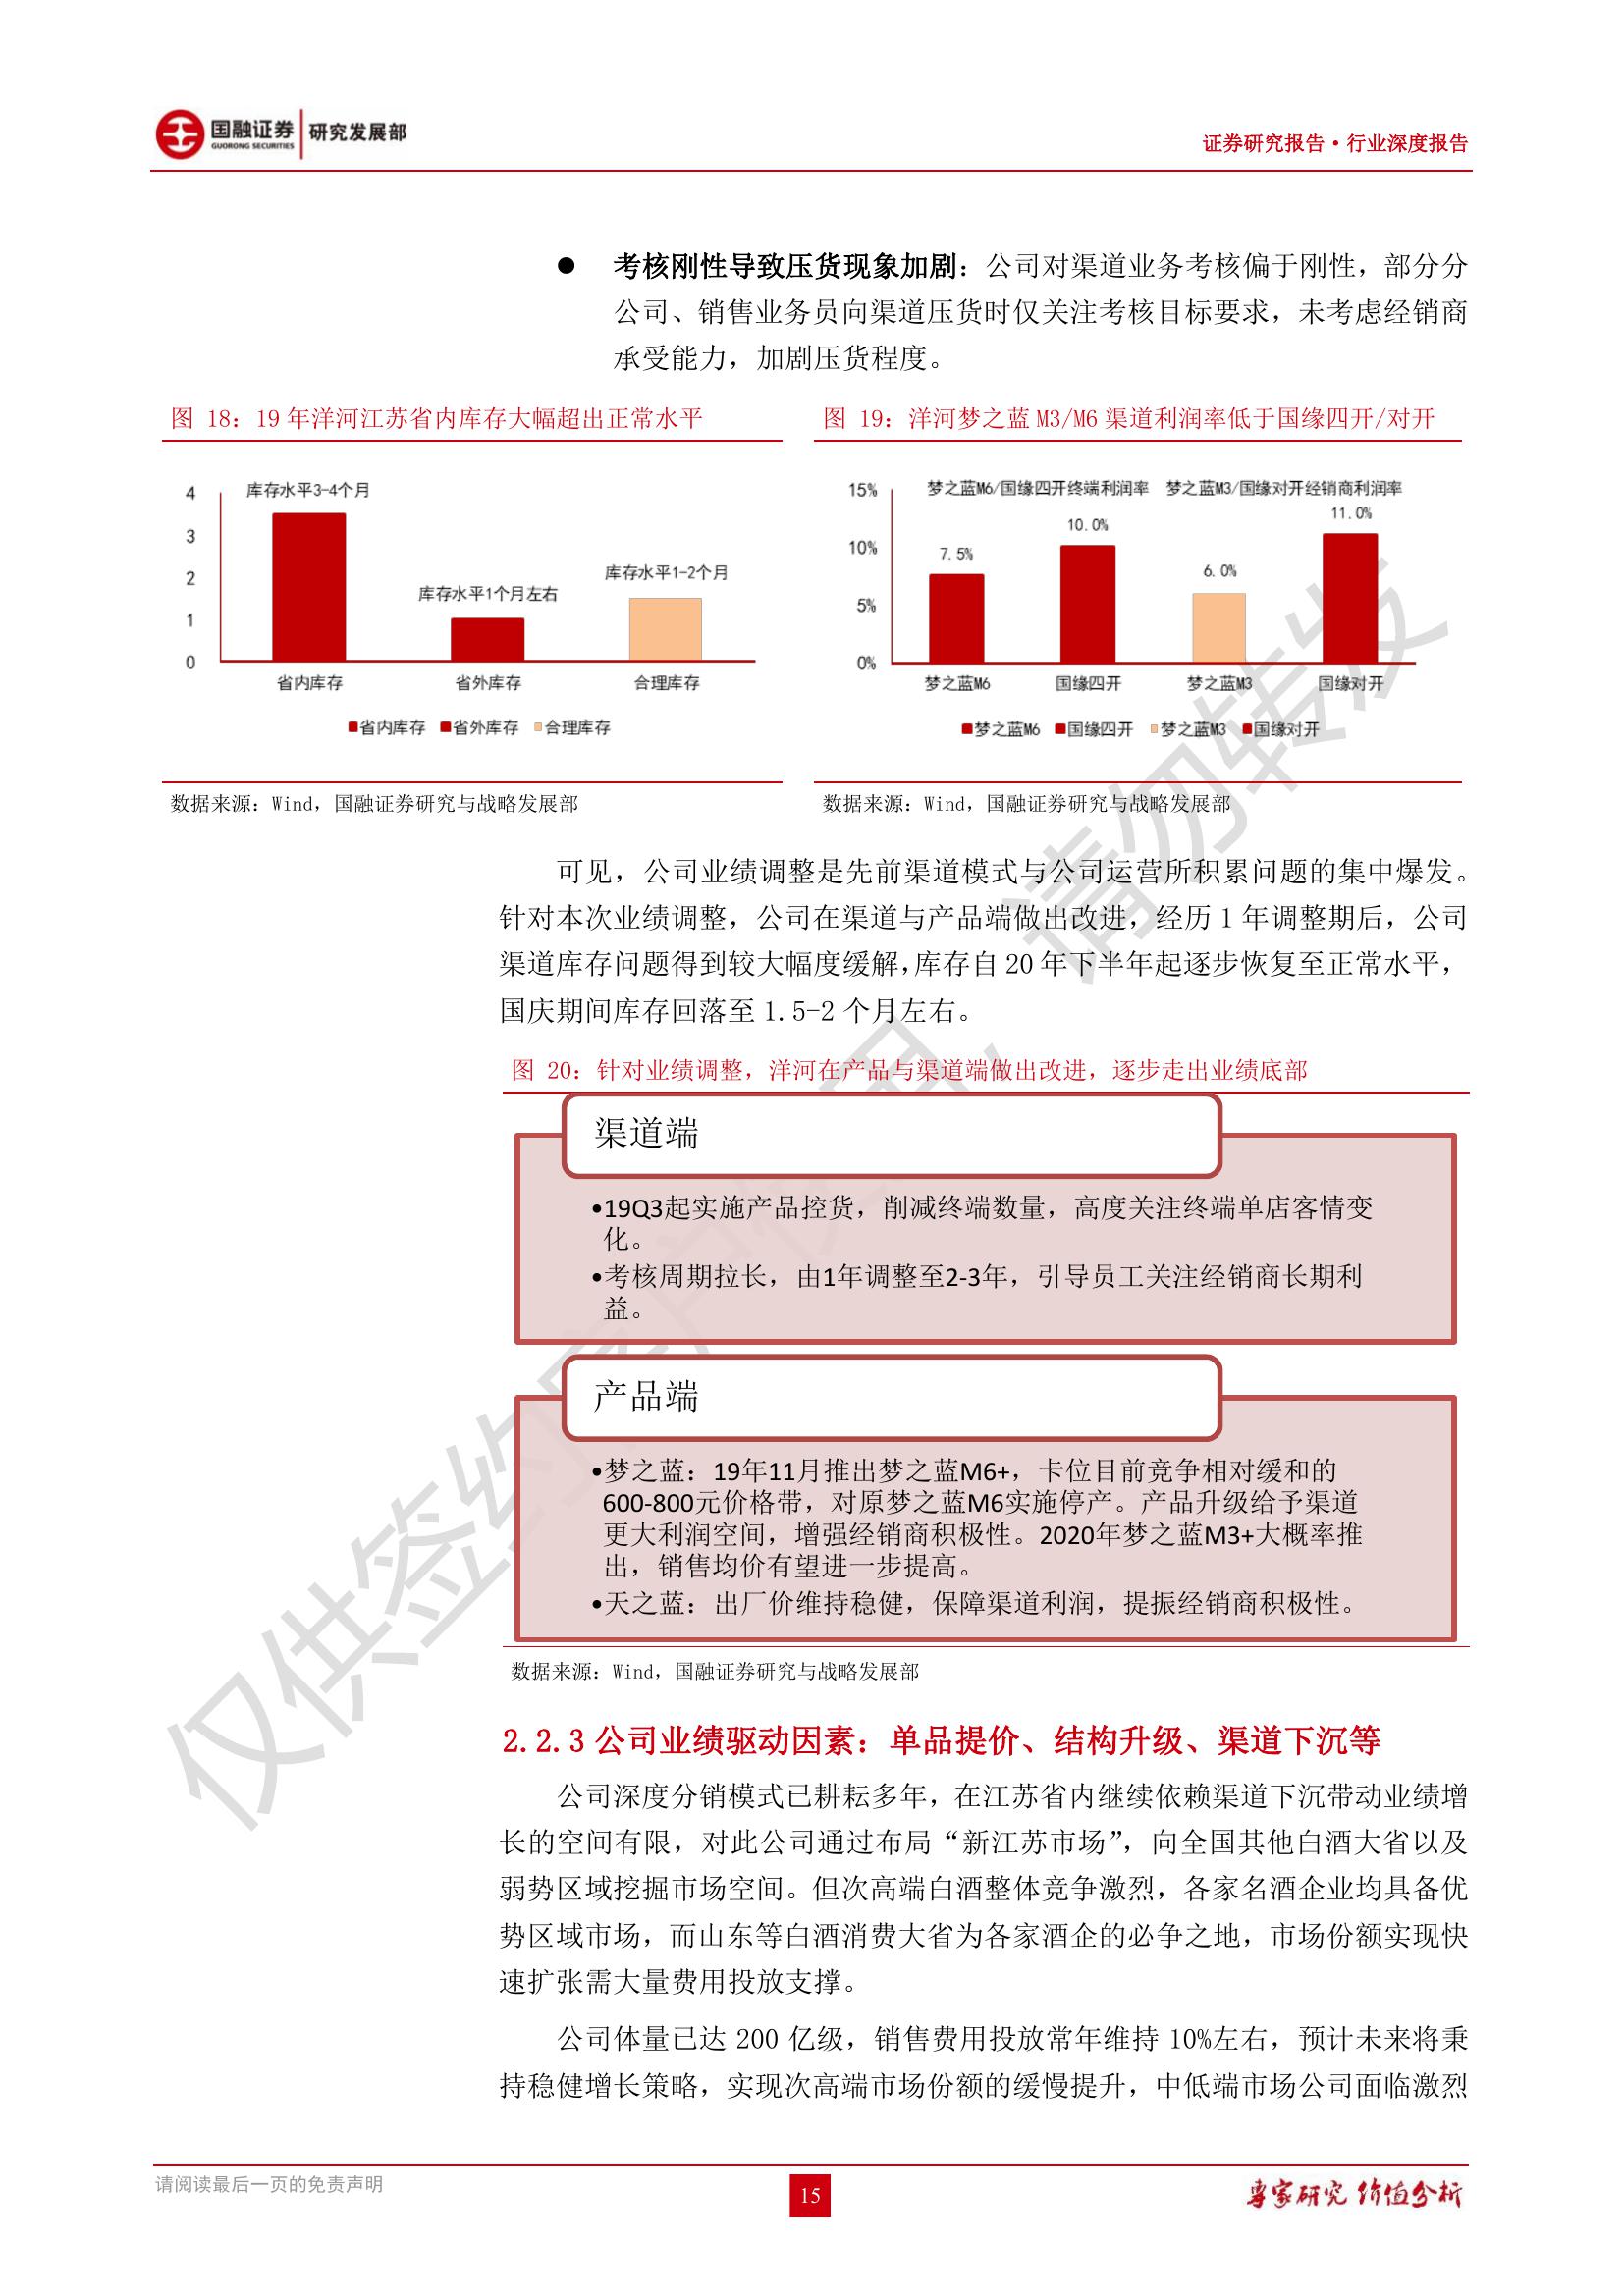 国融证券
GUORONG SECURITIES
研究发展部
证券研究报告·行业深度报告
● 考核刚性导致压货现象加剧：公司对渠道业务考核偏于刚性，部分分
公司、销售业务员向渠道压货时仅关注考核目标要求，未考虑经销商
承受能力，加剧压货程度。
图 18：19 年洋河江苏省内库存大幅超出正常水平
4
3
2
1
0
库存水平3-4个月
库存水平1个月左右
库存水平1-2个月
省内库存 省外库存 合理库存
■省内库存 ■省外库存 ■合理库存
数据来源：Wind，国融证券研究与战略发展部
图 19：洋河梦之蓝 M3/M6 渠道利润率低于国缘四开/对开
15%
10%
5%
0%
梦之蓝M6/国缘四开终端利润率 梦之蓝M3/国缘对开经销商利润率
7.5%
10.0%
6.0%
11.0%
梦之蓝M6 国缘四开 梦之蓝M3 国缘对开
■梦之蓝M6 ■国缘四开 ■梦之蓝M3 ■国缘对开
数据来源：Wind，国融证券研究与战略发展部
可见，公司业绩调整是先前渠道模式与公司运营所积累问题的集中爆发。
针对本次业绩调整，公司在渠道与产品端做出改进，经历 1 年调整期后，公司
渠道库存问题得到较大幅度缓解，库存自 20 年下半年起逐步恢复至正常水平，
国庆期间库存回落至 1.5-2 个月左右。
图 20：针对业绩调整，洋河在产品与渠道端做出改进，逐步走出业绩底部
渠道端
•19Q3起实施产品控货，削减终端数量，高度关注终端单店客情变
化。
•考核周期拉长，由1年调整至2-3年，引导员工关注经销商长期利
益。
产品端
•梦之蓝：19年11月推出梦之蓝M6+，卡位目前竞争相对缓和的
600-800元价格带，对原梦之蓝M6实施停产。产品升级给予渠道
更大利润空间，增强经销商积极性。2020年梦之蓝M3+大概率推
出，销售均价有望进一步提高。
•天之蓝：出厂价维持稳健，保障渠道利润，提振经销商积极性。
数据来源：Wind，国融证券研究与战略发展部
2.2.3 公司业绩驱动因素：单品提价、结构升级、渠道下沉等
公司深度分销模式已耕耘多年，在江苏省内继续依赖渠道下沉带动业绩增
长的空间有限，对此公司通过布局“新江苏市场”，向全国其他白酒大省以及
弱势区域挖掘市场空间。但次高端白酒整体竞争激烈，各家名酒企业均具备优
势区域市场，而山东等白酒消费大省为各家酒企的必争之地，市场份额实现快
速扩张需大量费用投放支撑。
公司体量已达 200 亿级，销售费用投放常年维持 10%左右，预计未来将秉
持稳健增长策略，实现次高端市场份额的缓慢提升，中低端市场公司面临激烈
请阅读最后一页的免责声明
15
专家研究 价值分析
仅供签约客户使用，请勿转发